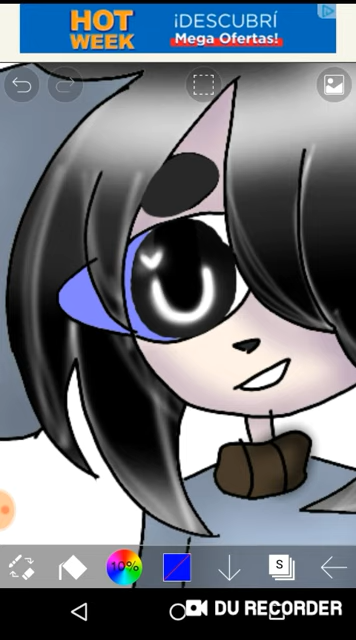 HOT
WEEK
¡DESCUBRÍ
Mega Ofertas!
10%
S
DU RECORDER